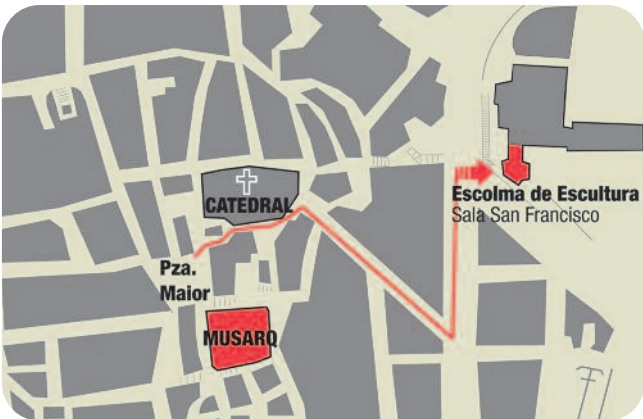 CATEDRAL
Escolma de Escultura
Sala San Francisco
Pza.
Maior
MUSARQ